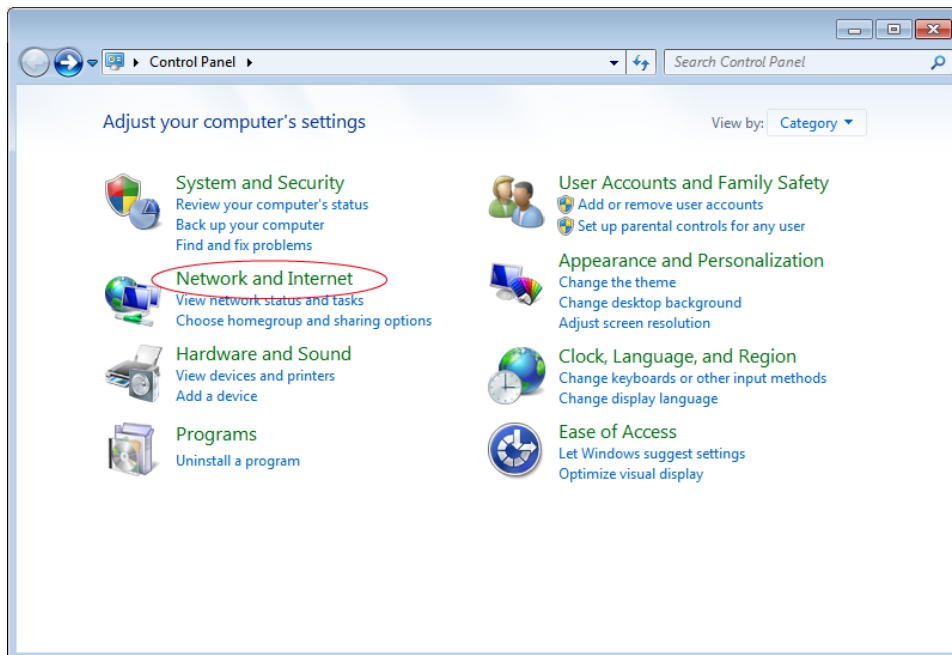 Control Panel
Search Control Panel
Adjust your computer's settings
View by: Category
System and Security
Review your computer's status
Back up your computer
Find and fix problems
Network and Internet
View network status and tasks
Choose homegroup and sharing options
Hardware and Sound
View devices and printers
Add a device
Programs
Uninstall a program
User Accounts and Family Safety
Add or remove user accounts
Set up parental controls for any user
Appearance and Personalization
Change the theme
Change desktop background
Adjust screen resolution
Clock, Language, and Region
Change keyboards or other input methods
Change display language
Ease of Access
Let Windows suggest settings
Optimize visual display